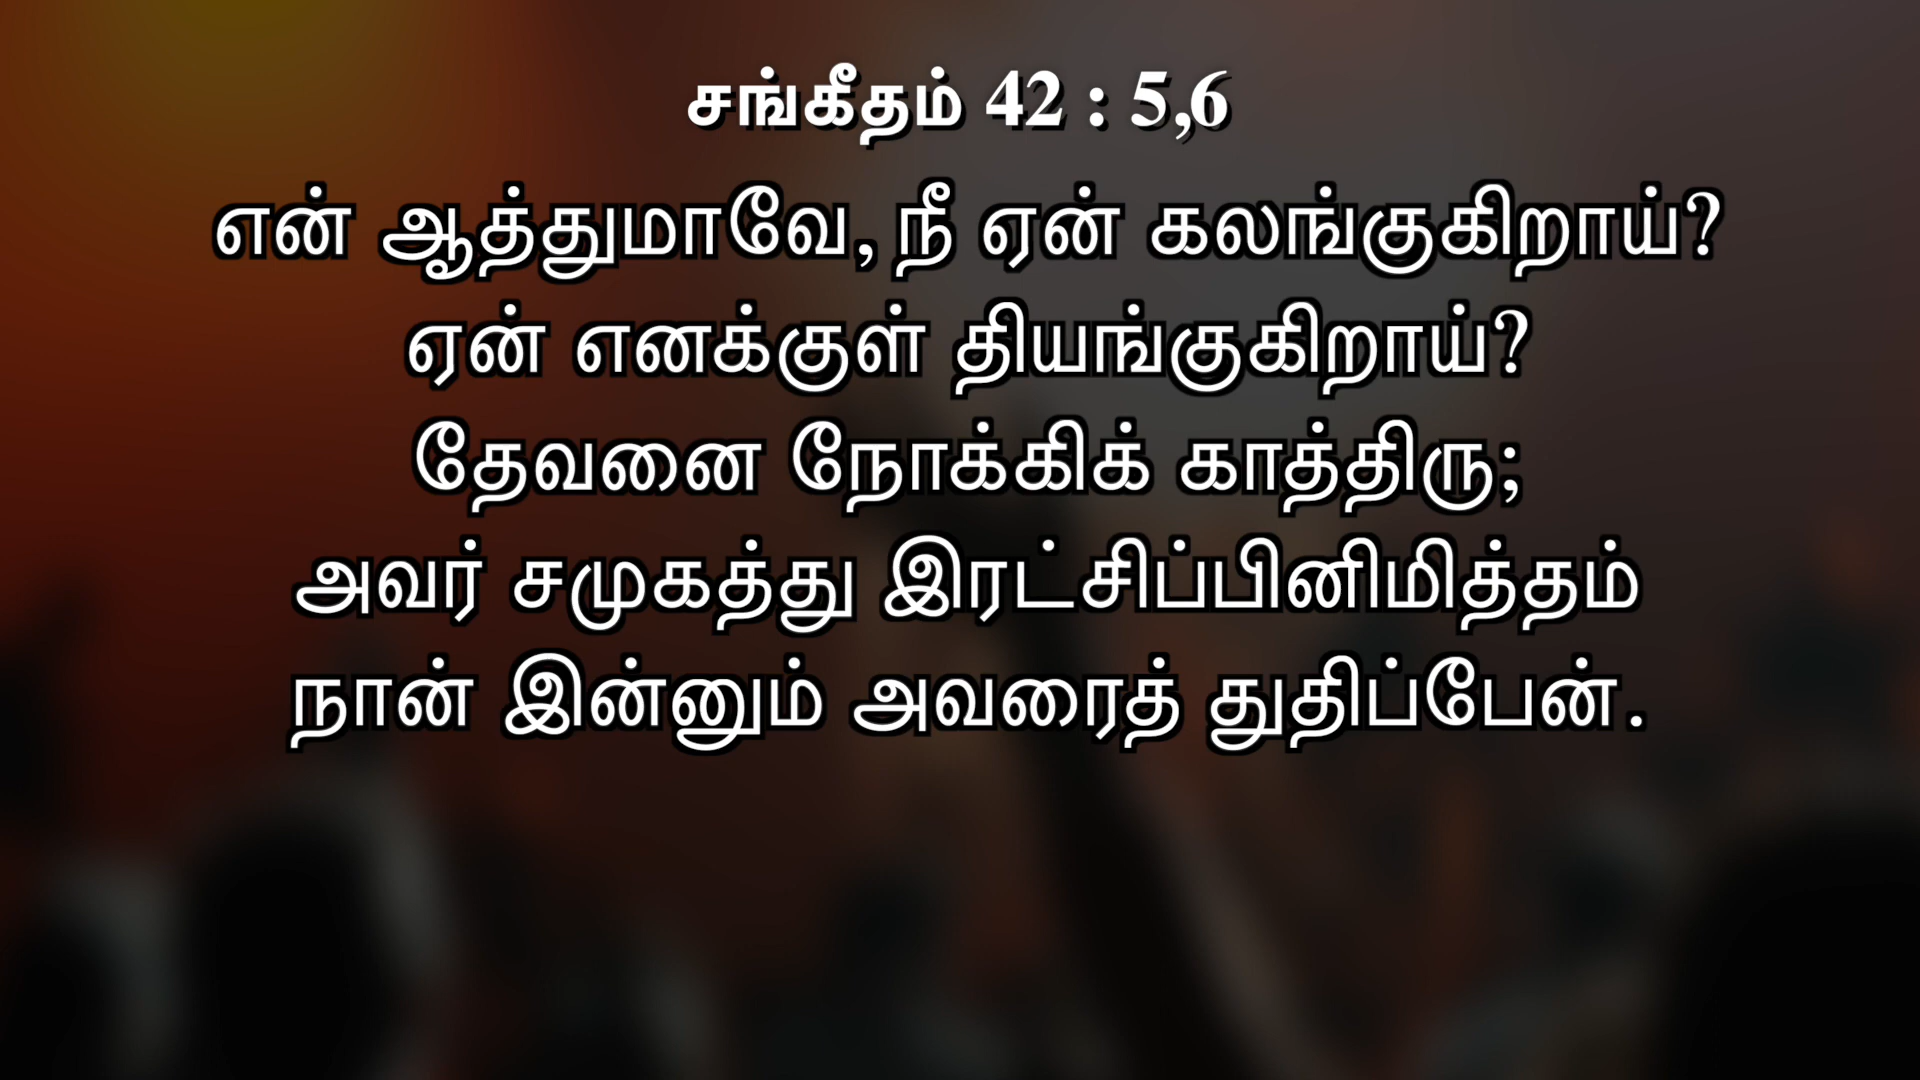 சங்கீதம் 42 : 5,6
என் ஆத்துமாவே, நீ ஏன் கலங்குகிறாய்?
ஏன் எனக்குள் தியங்குகிறாய்?
தேவனை நோக்கிக் காத்திரு;
அவர் சமுகத்து இரட்சிப்பினிமித்தம்
நான் இன்னும் அவரைத் துதிப்பேன்.